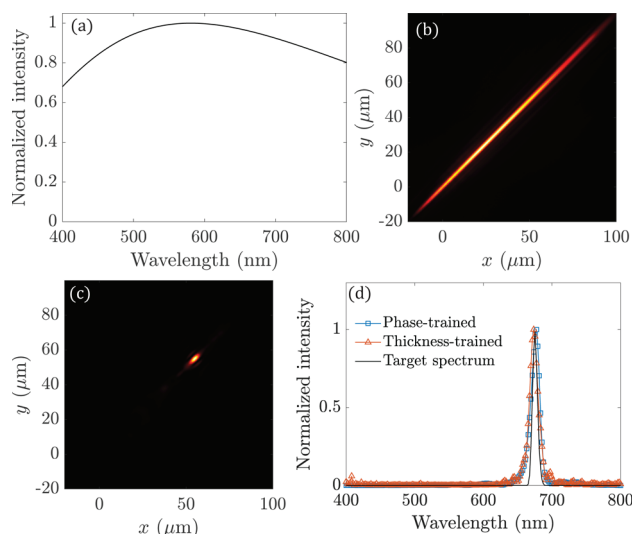 (a)
Normalized intensity
1
0.8
0.6
0.4
0.2
0
400 500 600 700 800
Wavelength (nm)
(b)
y (μm)
80
60
40
20
0
-20
0 50 100
x (μm)
(c)
y (μm)
80
60
40
20
0
-20
0 50 100
x (μm)
(d)
Phase-trained
Thickness-trained
Target spectrum
Normalized intensity
1
0.5
0
400 500 600 700 800
Wavelength (nm)